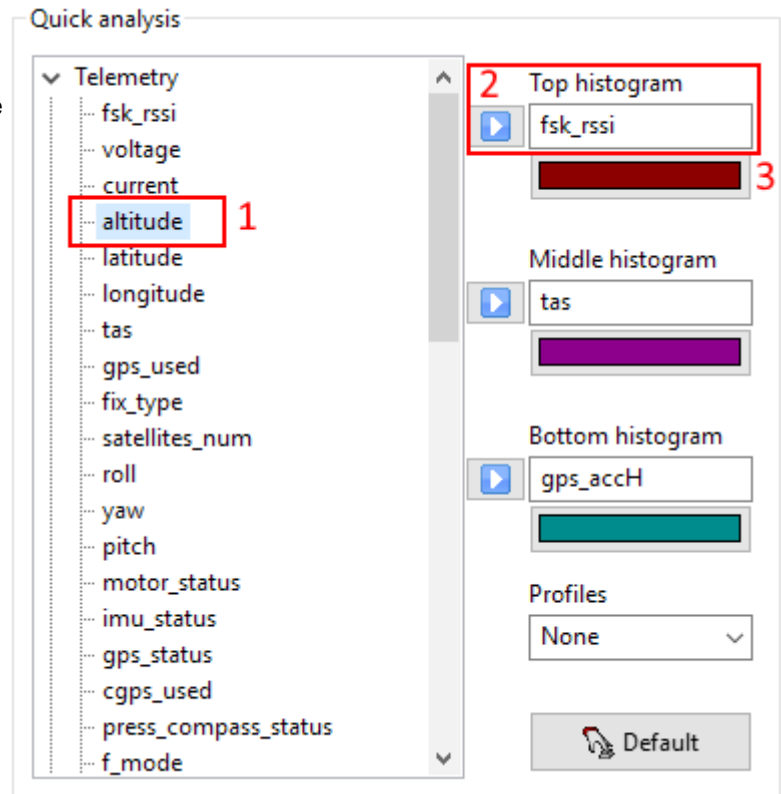 Quick analysis
e
Telemetry
fsk_rssi
voltage
current
altitude
1
latitude
longitude
tas
gps_used
fix_type
satellites_num
roll
yaw
pitch
motor_status
imu_status
gps_status
cgps_used
press_compass_status
f_mode
2
Top histogram
fsk_rssi
3
Middle histogram
tas
Bottom histogram
gps_accH
Profiles
None
Default